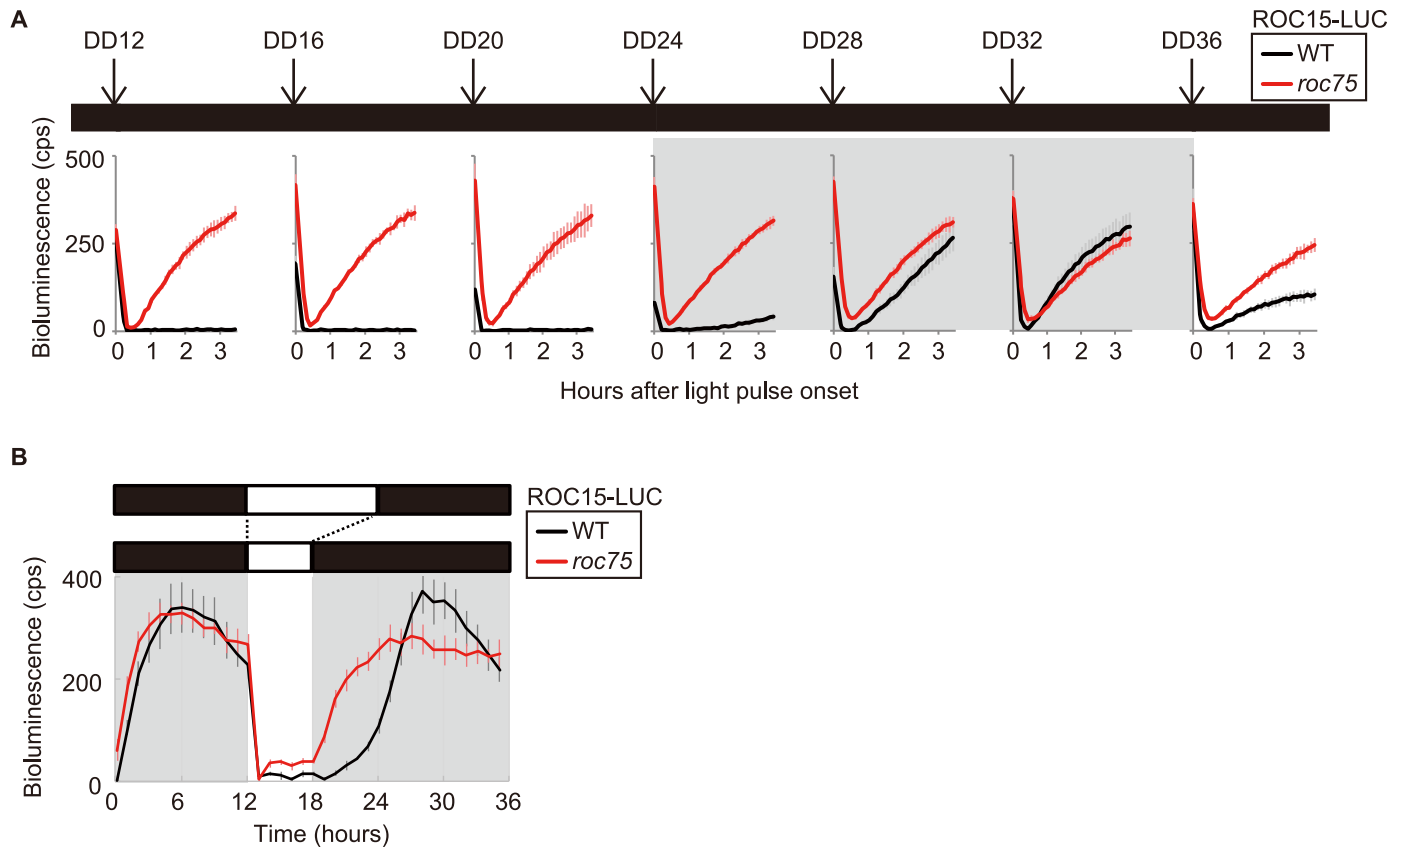 A
DD12 DD16 DD20 DD24 DD28 DD32 DD36
ROC15-LUC
WT
roc75
Bioluminescence (cps)
500
250
0
0 1 2 3 0 1 2 3 0 1 2 3 0 1 2 3 0 1 2 3 0 1 2 3 0 1 2 3
Hours after light pulse onset
B
ROC15-LUC
WT
roc75
Bioluminescence (cps)
400
200
0
0 6 12 18 24 30 36
Time (hours)